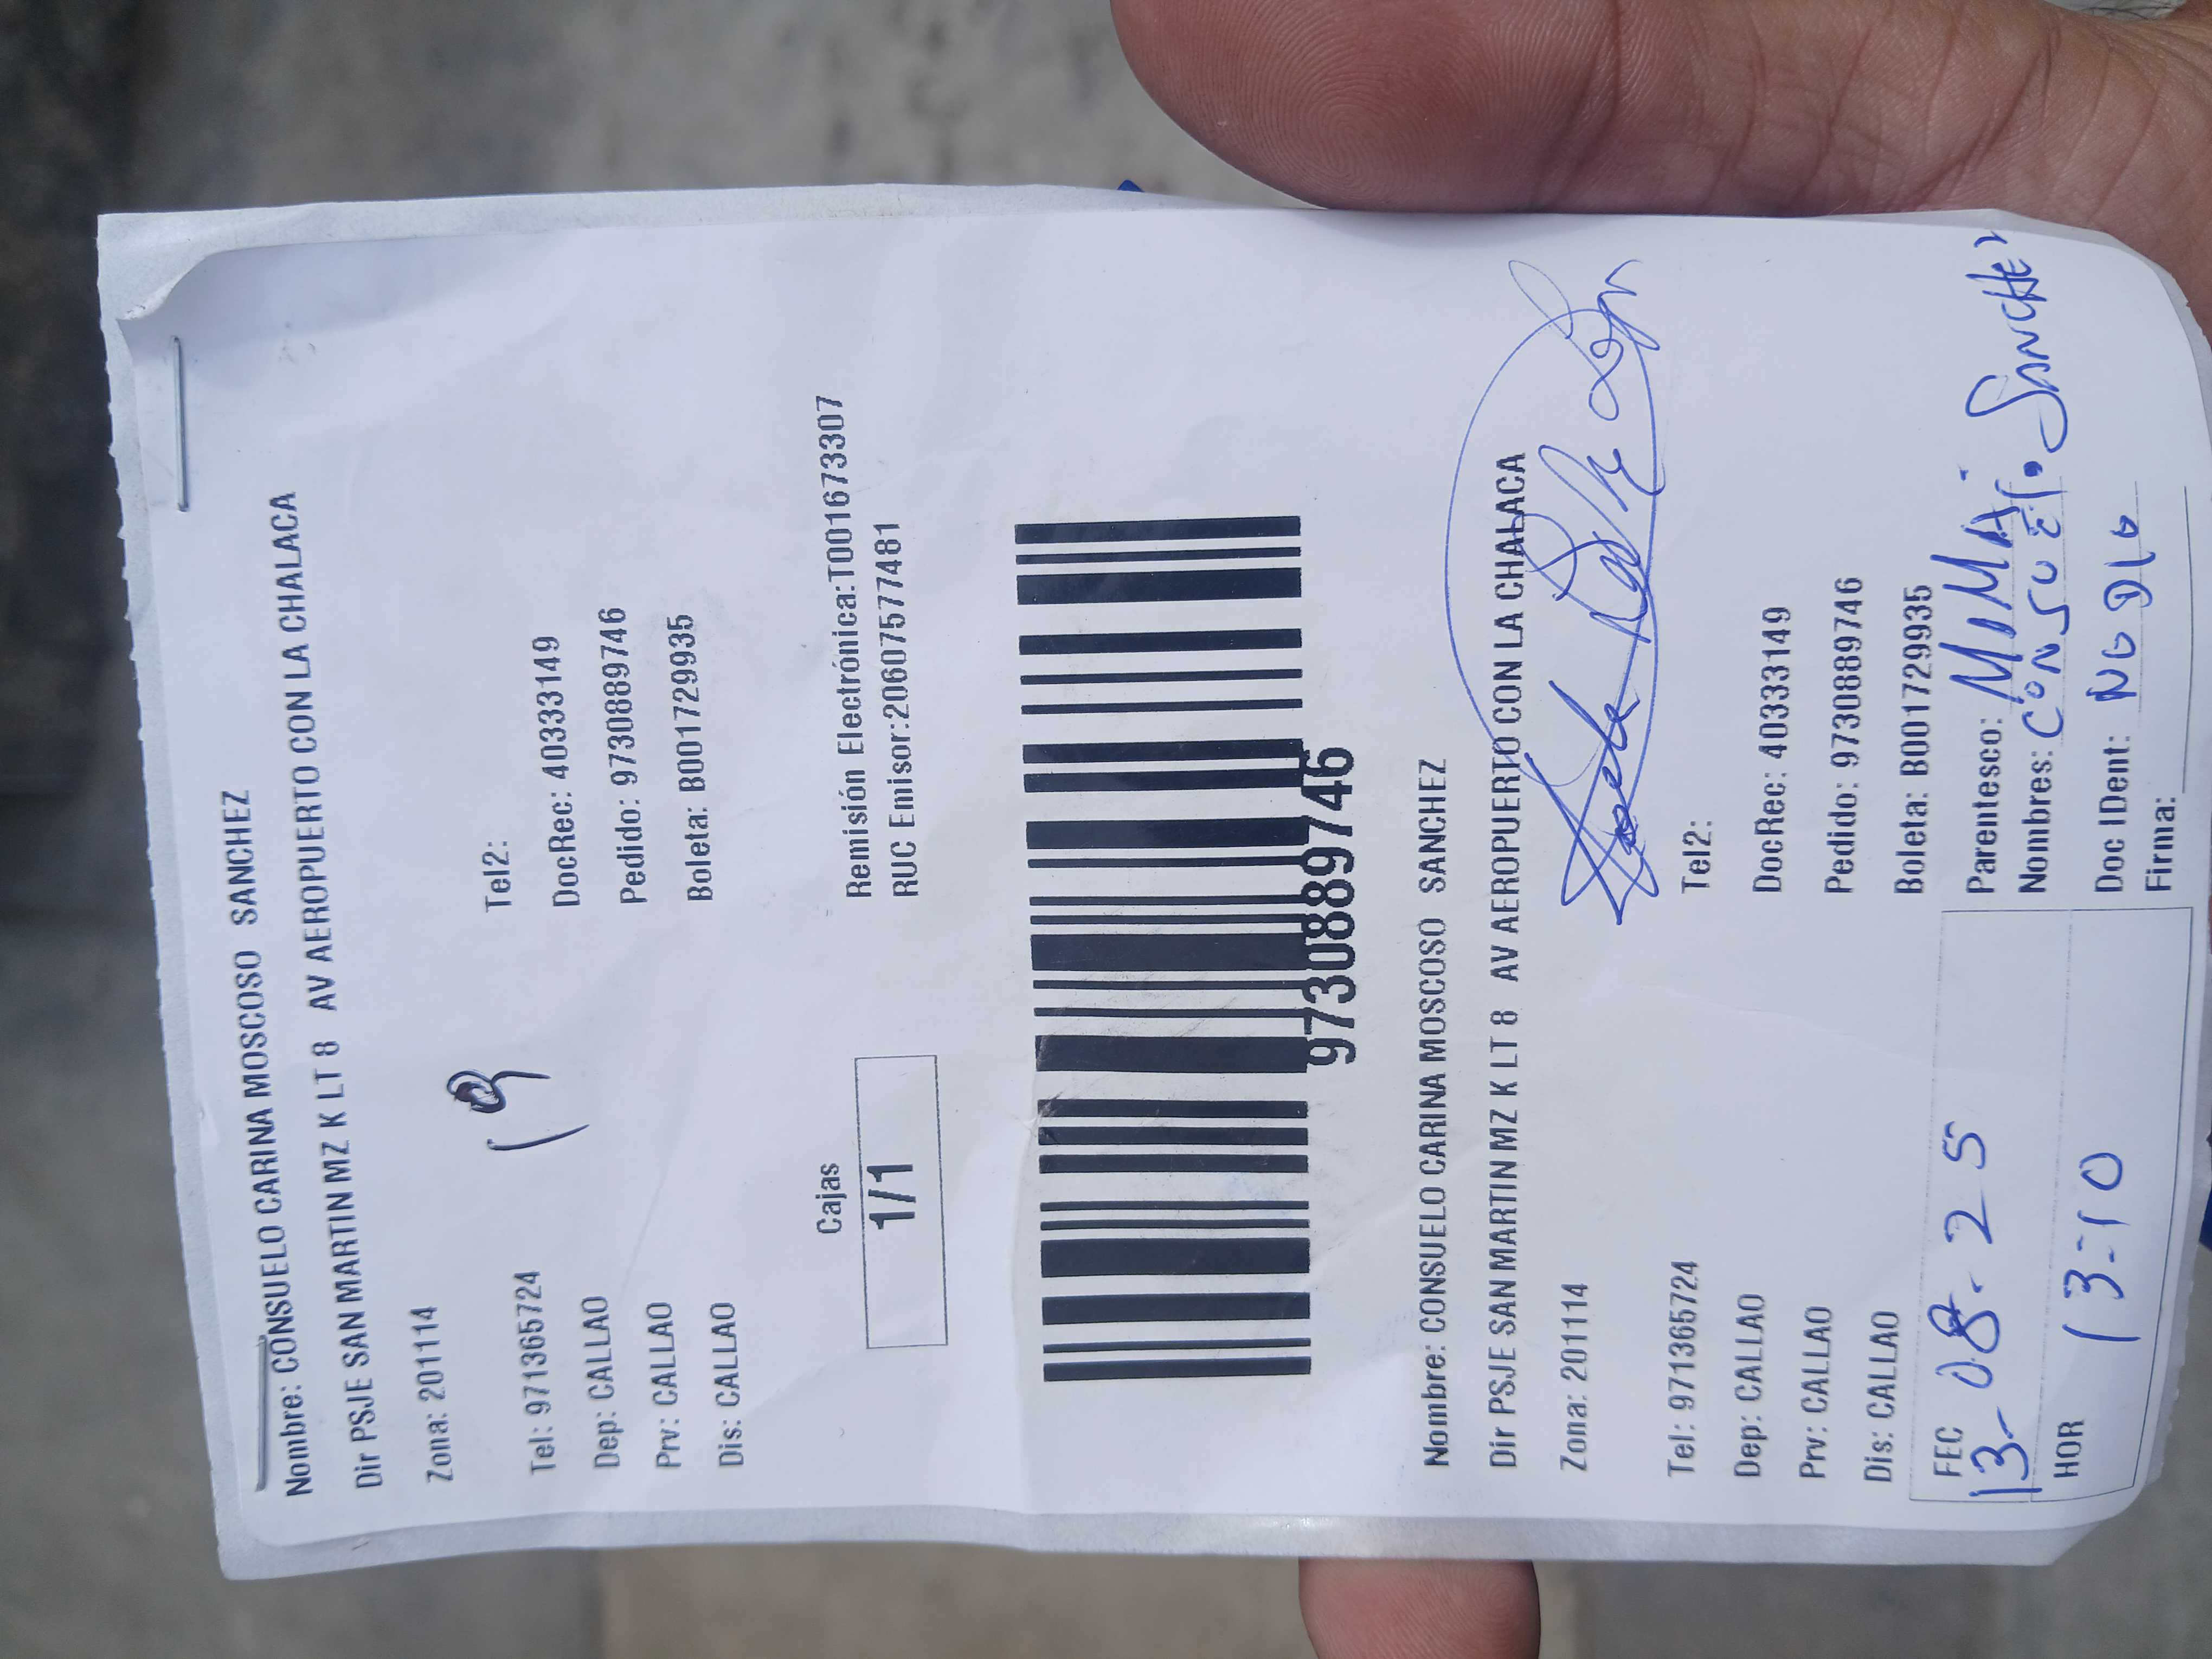 Nombre: CONSUELO CARINA MOSCOSO SANCHEZ
Dir PSJE SAN MARTIN MZ K LT 8 AV AEROPUERTO CON LA CHALACA
Zona: 201114
Tel: 971365724 Tel2:
Dep: CALLAO DocRec: 40333149
Prv: CALLAO Pedido: 9730889746
Dis: CALLAO Boleta: B001729935
19
Cajas
1/1
Remisión Electrónica:T001673307
RUC Emisor:20607577481
9730889746
Nombre: CONSUELO CARINA MOSCOSO SANCHEZ
Dir PSJE SAN MARTIN MZ K LT 8 AV AEROPUERTO CON LA CHALACA
Zona: 201114
Tel: 971365724 Tel2:
Dep: CALLAO DocRec: 40333149
Prv: CALLAO Pedido: 9730889746
Dis: CALLAO Boleta: B001729935
FEC
13-08-25
HOR
13:10
Parentesco:
Nombres: SANCHEZ
Doc IDent: NO DIO
Firma: